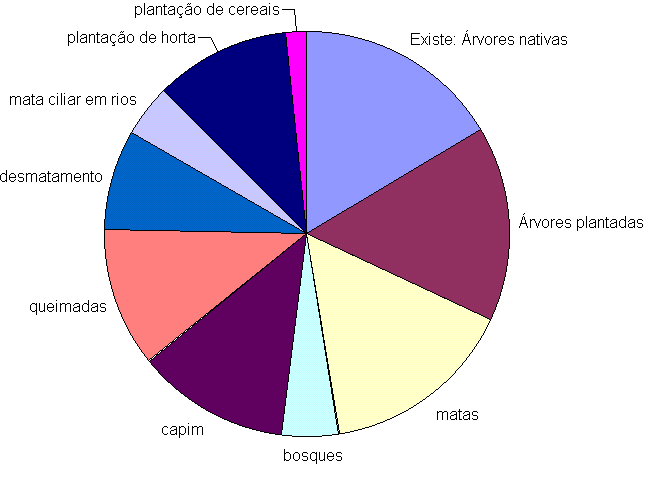 plantação de cereais
plantação de horta
Existe: Árvores nativas
mata ciliar em rios
desmatamento
Árvores plantadas
queimadas
matas
capim
bosques